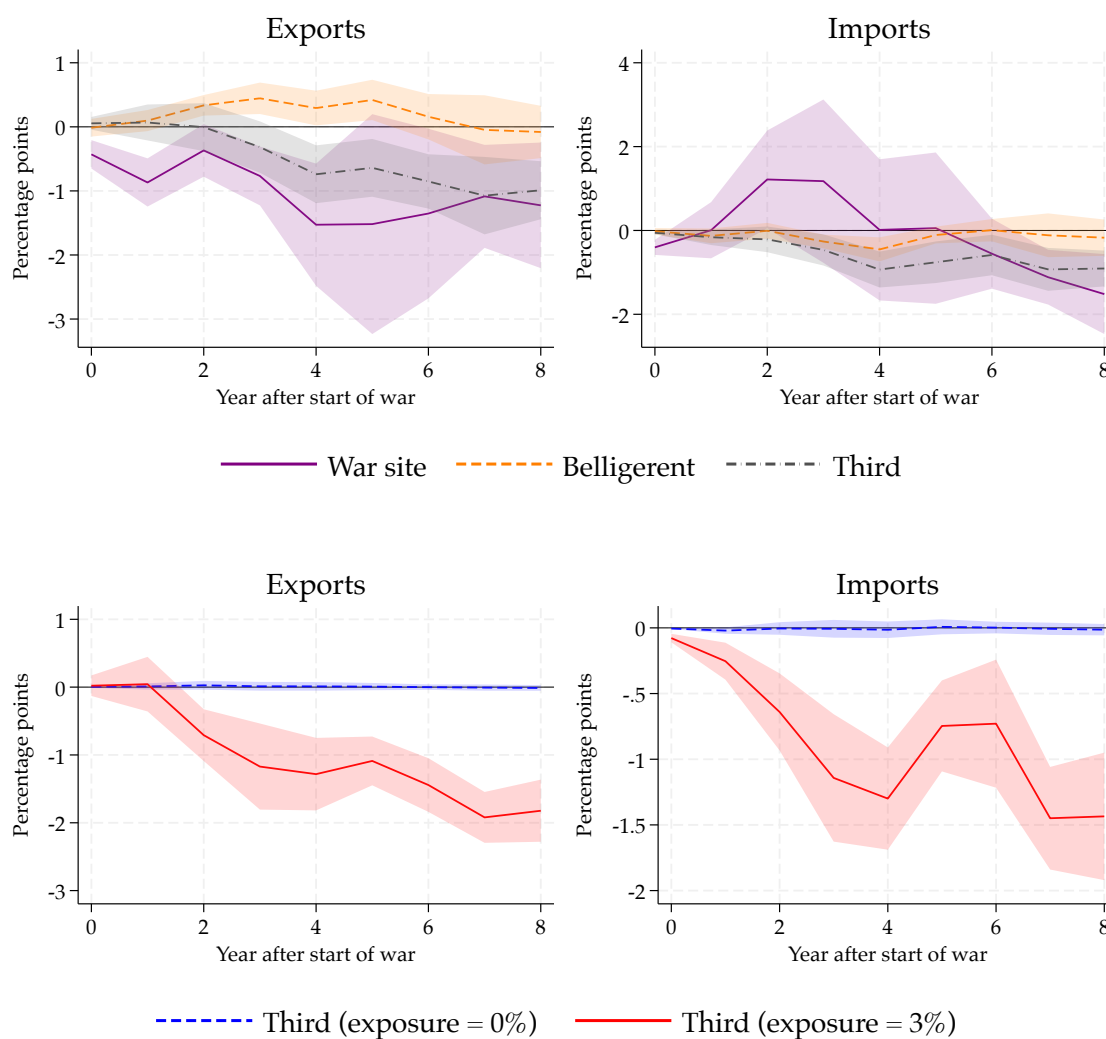 Exports
Imports
Percentage points
1
0
-1
-2
-3
0 2 4 6 8
Year after start of war
Percentage points
4
2
0
-2
0 2 4 6 8
Year after start of war
War site Belligerent Third
Exports
Imports
Percentage points
1
0
-1
-2
-3
0 2 4 6 8
Year after start of war
Percentage points
0
-.5
-1
-1.5
-2
0 2 4 6 8
Year after start of war
Third (exposure = 0%) Third (exposure = 3%)